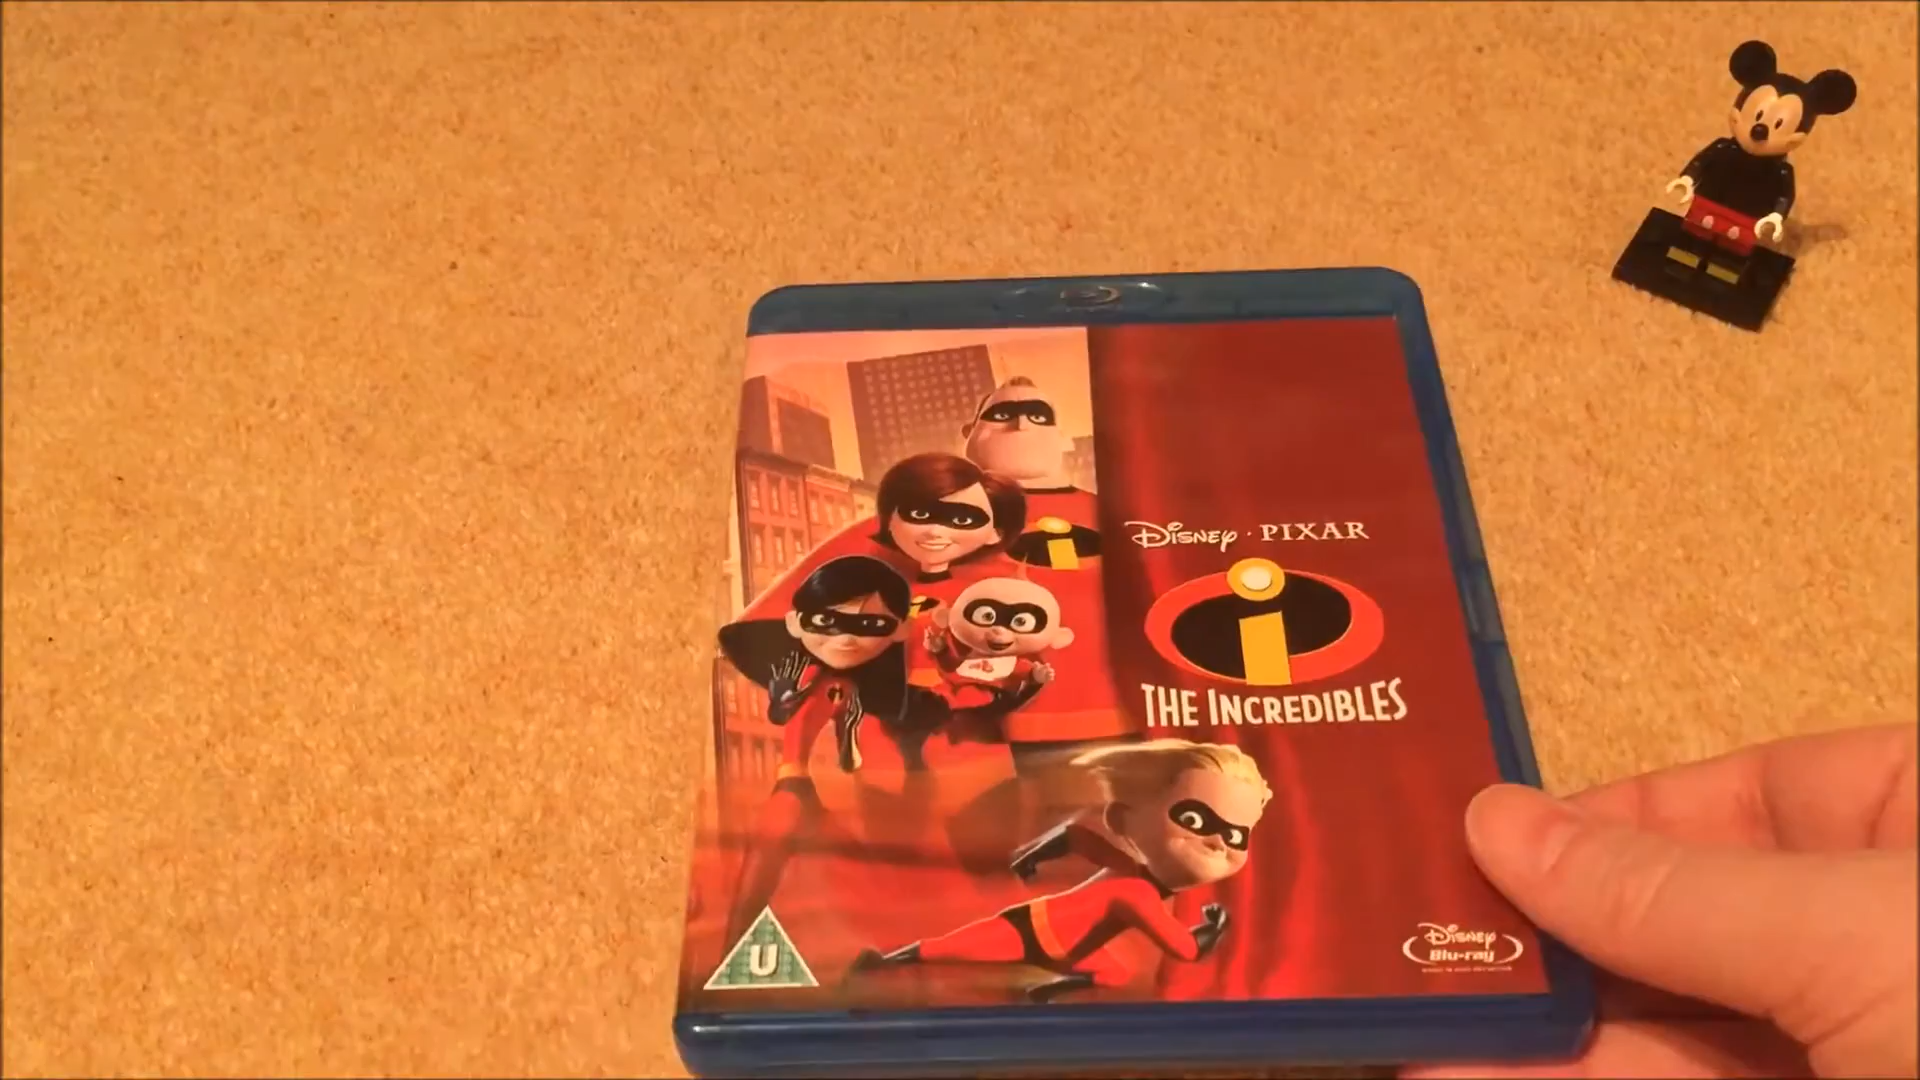 Disney · PIXAR
i
THE INCREDIBLES
U
Disney
Blu-ray